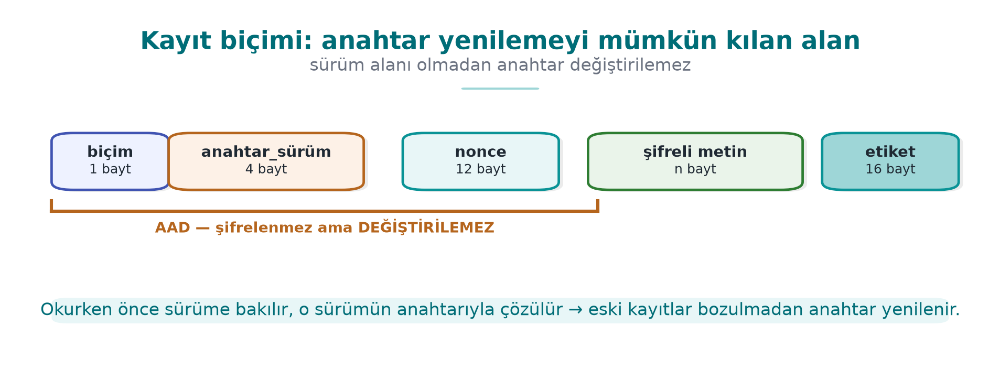 Kayıt biçimi: anahtar yenilemeyi mümkün kılan alan
sürüm alanı olmadan anahtar değiştirilemez
biçim
1 bayt
anahtar_sürüm
4 bayt
nonce
12 bayt
şifreli metin
n bayt
etiket
16 bayt
AAD — şifrelenmez ama DEĞİŞTİRİLEMEZ
Okurken önce sürüme bakılır, o sürümün anahtarıyla çözülür → eski kayıtlar bozulmadan anahtar yenilenir.